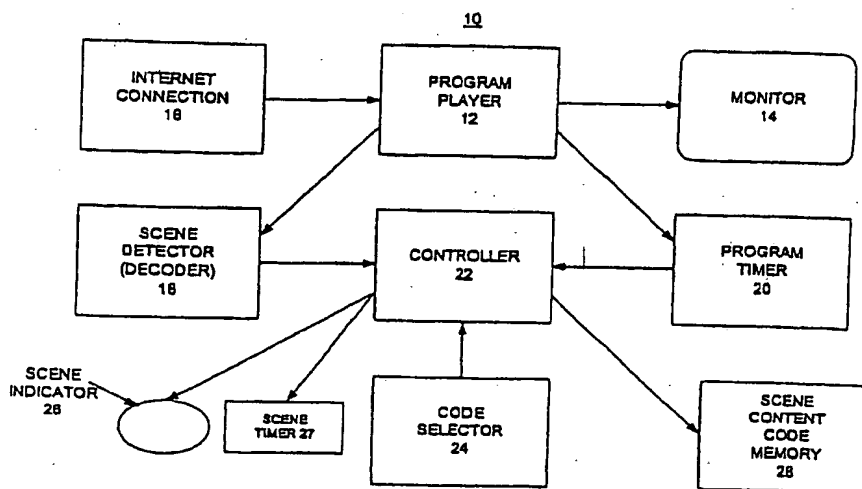 10
INTERNET
CONNECTION
18
PROGRAM
PLAYER
12
MONITOR
14
SCENE
DETECTOR
(DECODER)
16
CONTROLLER
22
PROGRAM
TIMER
20
SCENE
INDICATOR
26
SCENE
TIMER 27
CODE
SELECTOR
24
SCENE
CONTENT
CODE
MEMORY
28